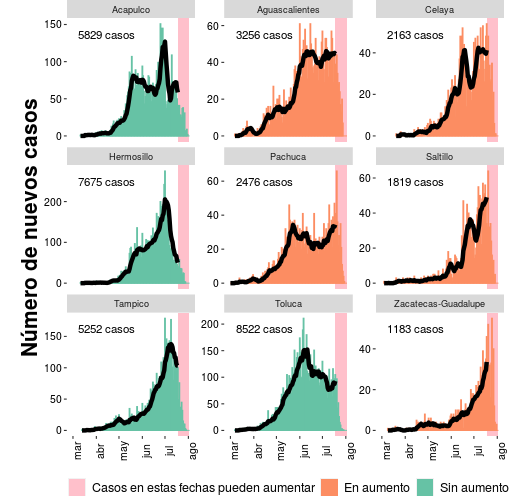 Número de nuevos casos
Acapulco Aguascalientes Celaya
5829 casos 3256 casos 2163 casos
150 100 50 0
60 40 20 0
40 20 0
Hermosillo Pachuca Saltillo
7675 casos 2476 casos 1819 casos
200 100 0
60 40 20 0
60 40 20 0
Tampico Toluca Zacatecas-Guadalupe
5252 casos 8522 casos 1183 casos
150 100 50 0
200 150 100 50 0
40 20 0
mar abr may jun jul ago
mar abr may jun jul ago
mar abr may jun jul ago
Casos en estas fechas pueden aumentar En aumento Sin aumento